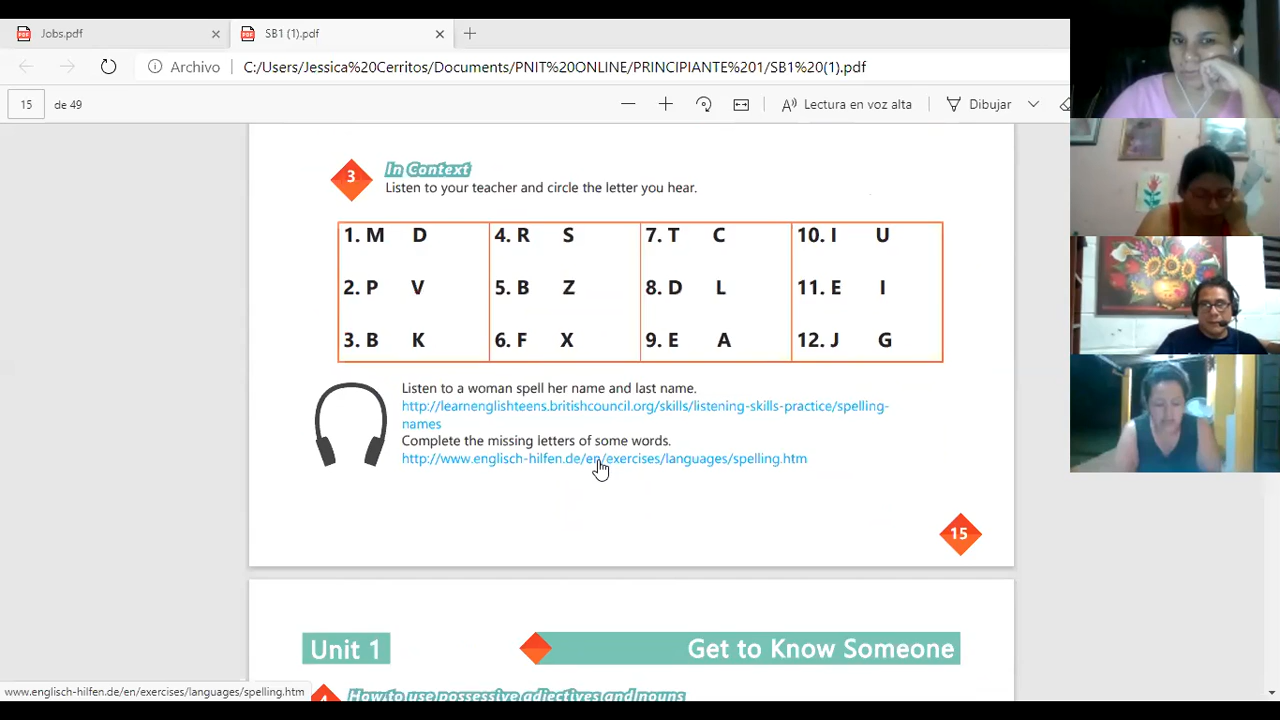 Jobs.pdf
SB1 (1).pdf
Archivo C:/Users/Jessica%20Cerritos/Documents/PNIT%20ONLINE/PRINCIPIANTE%201/SB1%20(1).pdf
15 de 49 Lectura en voz alta Dibujar
3 In Context
Listen to your teacher and circle the letter you hear.
1. M D 4. R S 7. T C 10. I U
2. P V 5. B Z 8. D L 11. E I
3. B K 6. F X 9. E A 12. J G
Listen to a woman spell her name and last name.
http://learnenglishteens.britishcouncil.org/skills/listening-skills-practice/spelling-
names
Complete the missing letters of some words.
http://www.englisch-hilfen.de/en/exercises/languages/spelling.htm
15
Unit 1 Get to Know Someone
How to use possessive adjectives and nouns
www.englisch-hilfen.de/en/exercises/languages/spelling.htm